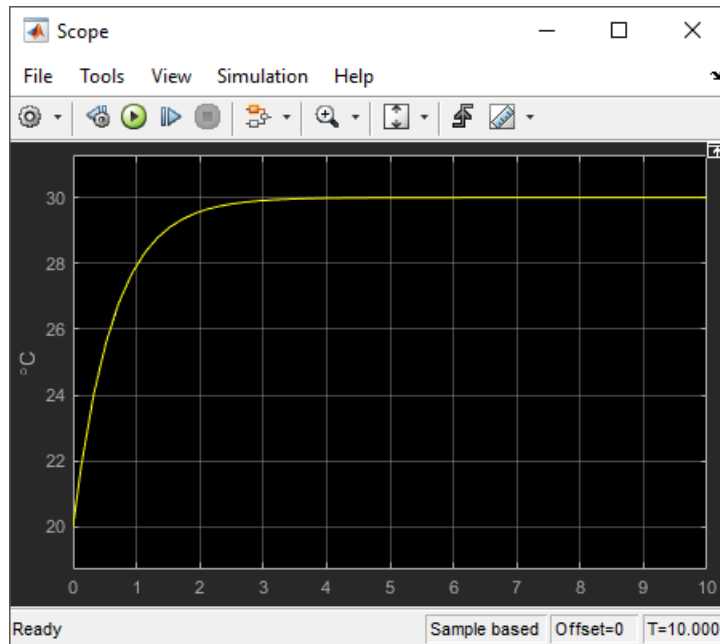 Scope
File Tools View Simulation Help
30
28
26
24
22
20
°C
0 1 2 3 4 5 6 7 8 9 10
Ready Sample based Offset=0 T=10.000